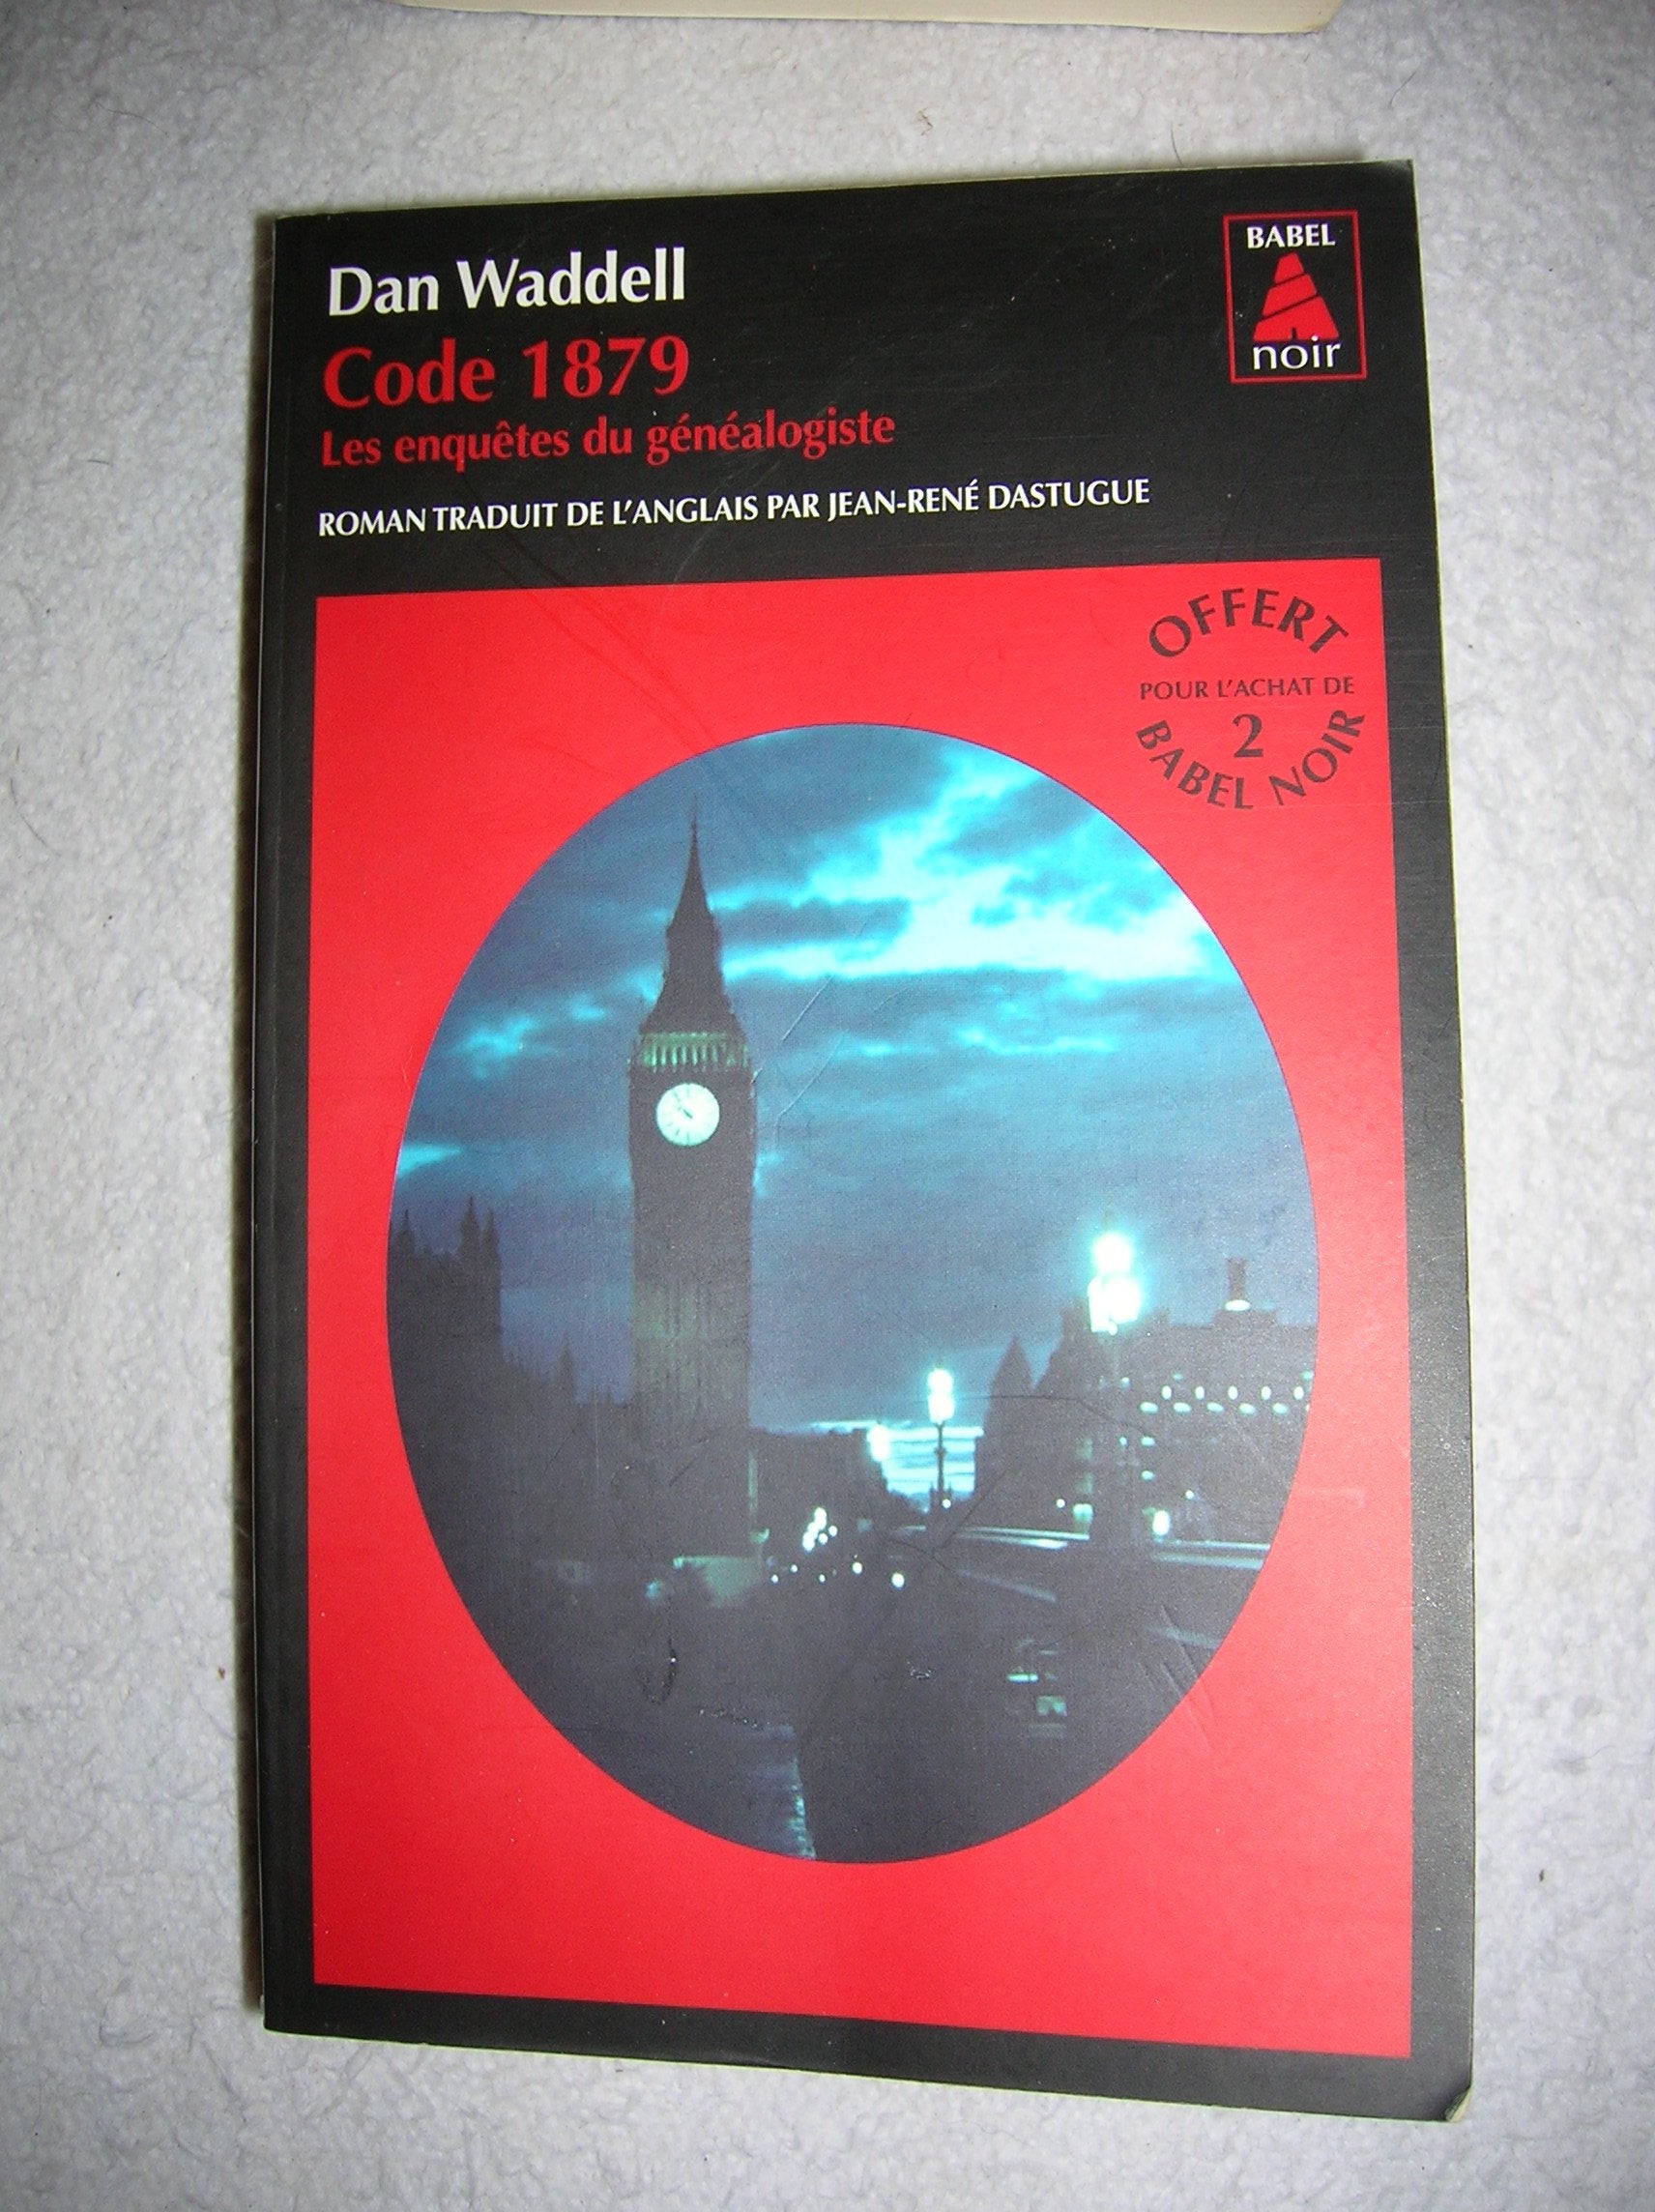 Dan Waddell
Code 1879
Les enquêtes du généalogiste
ROMAN TRADUIT DE L'ANGLAIS PAR JEAN-RENÉ DASTUGUE
BABEL
noir
OFFERT
POUR L'ACHAT DE
2
BABEL NOIR